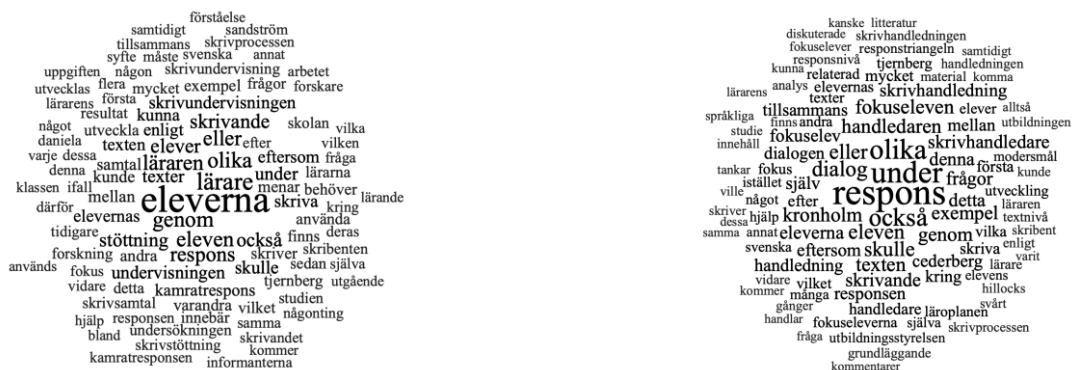 förståelse
samtidigt sandström
tillsammans skrivprocessen
syfte måste svenska annat
uppgiften någon skrivundervisning arbetet
utvecklas flera mycket exempel frågor forskare
lärarens första skrivundervisningen
resultat kunna skrivande skolan vilka
något utveckla enligt eller
daniela texten elever efter vilken
varje dessa samtal läraren olika eftersom fråga
denna kunde texter lärare under lärarna
klassen ifall mellan eleverna menar behöver lärande
därför elevernas genom skriva kring
tidigare använda
stöttning eleven också finns deras
forskning andra respons skriver skribenten
används fokus undervisningen skulle sedan själva
vidare detta kamratrespons tjernberg utgående
skrivsamtal varandra vilket studien
hjälp responsen innebär samma någonting
bland undersökningen skrivandet
skrivstöttning kommer
kamratresponsen informanterna
kanske litteratur
diskuterade skrivhandledningen
fokuselever responstriangeln samtidigt
responsnivå tjernberg handledningen
kunna relaterad mycket material komma
lärarens analys elevernas skrivhandledning
texter
språkliga tillsammans fokuseleven elever alltså
studie finns andra handledaren mellan utbildningen
innehåll fokuselev skrivhandledare
dialogen eller olika denna modersmål
tankar fokus dialog under första kunde
ville istället själv frågor
något efter respons detta utveckling
skriver dessa hjälp kronholm också exempel läraren textnivå
samma annat eleverna eleven genom vilka skribent
svenska eftersom skulle skriva enligt
handledning texten cederberg varit
vidare vilket skrivande kring lärare elevens
kommer många responsen hillocks
gånger handledare läroplanen svårt
handlar fokuseleverna själva skrivprocessen
fråga utbildningsstyrelsen
grundläggande
kommentarer